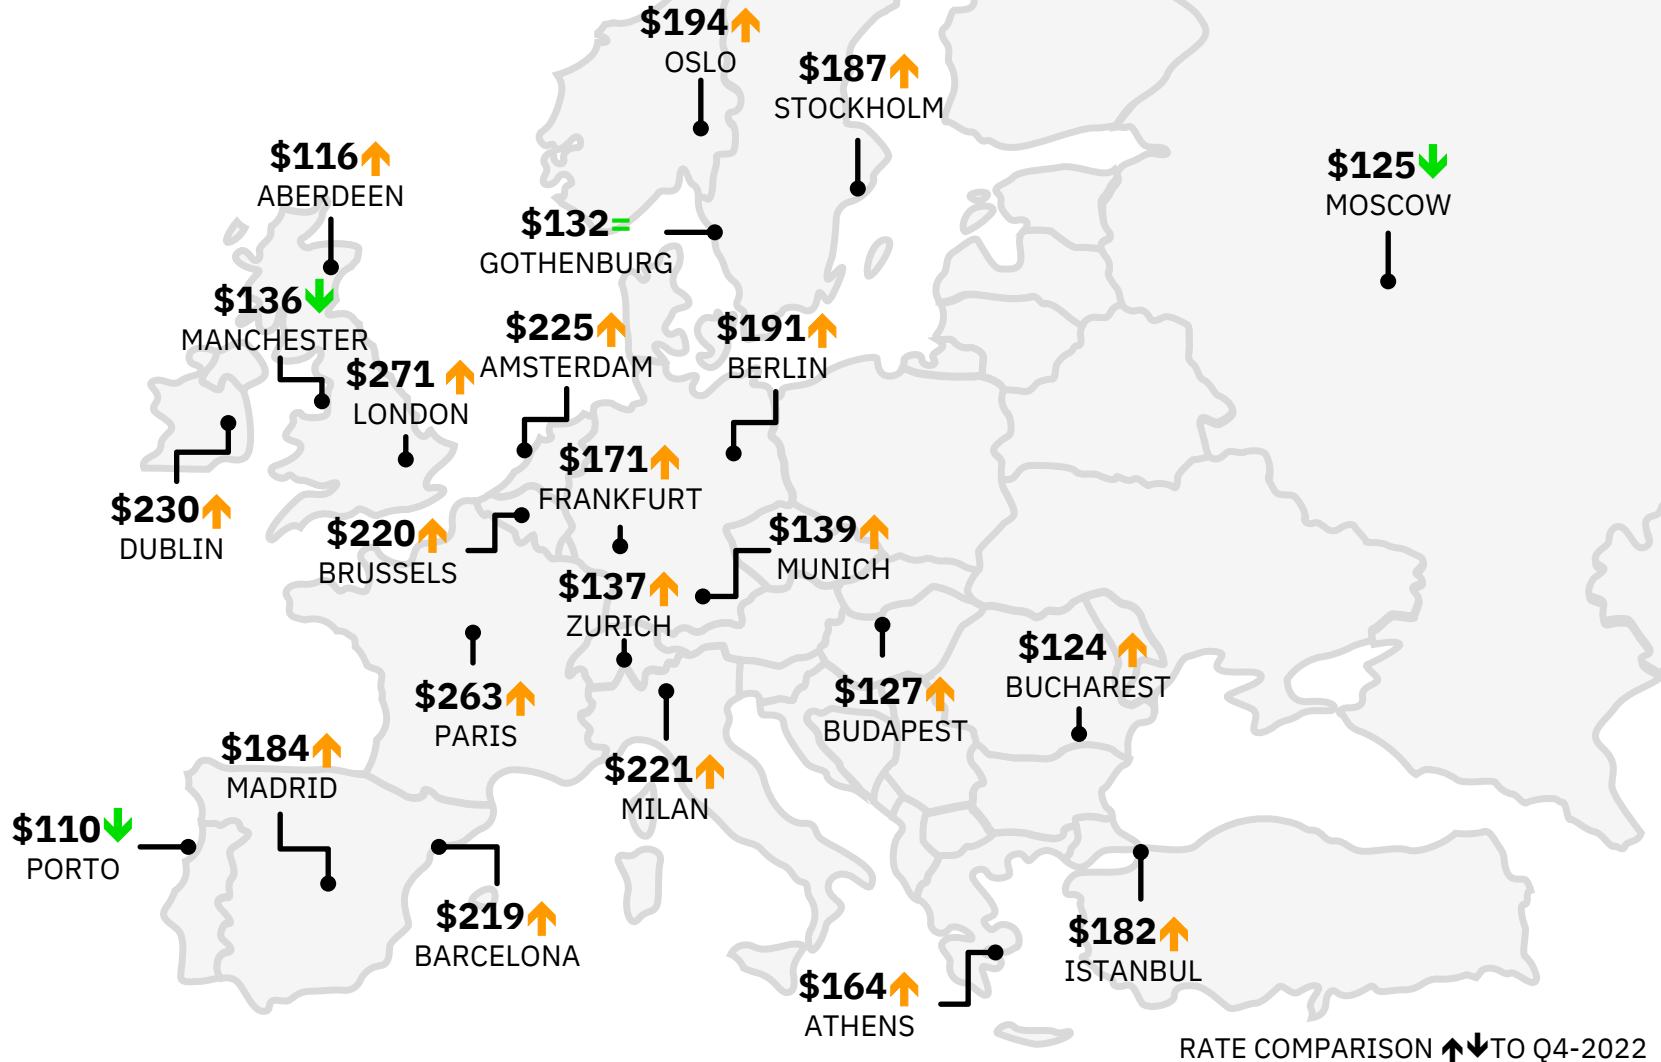 $194
OSLO
$187
STOCKHOLM
$116
ABERDEEN
$125
MOSCOW
$132=
GOTHENBURG
$136
MANCHESTER
$225
AMSTERDAM
$191
BERLIN
$271
LONDON
$171
FRANKFURT
$230
DUBLIN
$220
BRUSSELS
$139
MUNICH
$137
ZURICH
$124
BUCHAREST
$263
PARIS
$127
BUDAPEST
$184
MADRID
$221
MILAN
$110
PORTO
$219
BARCELONA
$182
ISTANBUL
$164
ATHENS
RATE COMPARISON ↑↓TO Q4-2022